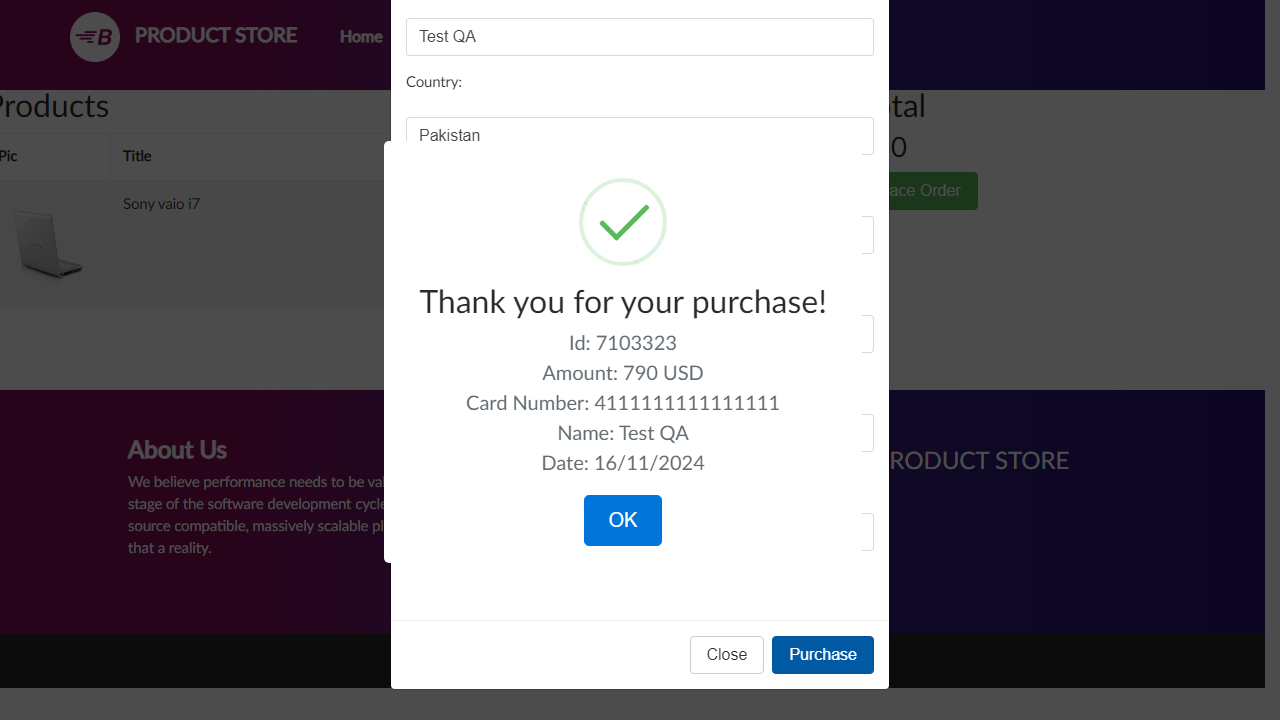 B PRODUCT STORE Home
Test QA
Country:
Pakistan
Products
Pic Title
Sony vaio i7
Thank you for your purchase!
Id: 7103323
Amount: 790 USD
Card Number: 4111111111111111
Name: Test QA
Date: 16/11/2024
OK
About Us
We believe performance needs to be
stage of the software development cycle
source compatible, massively scalable
that a reality.
Close Purchase
tal
0
ace Order
RODUCT STORE